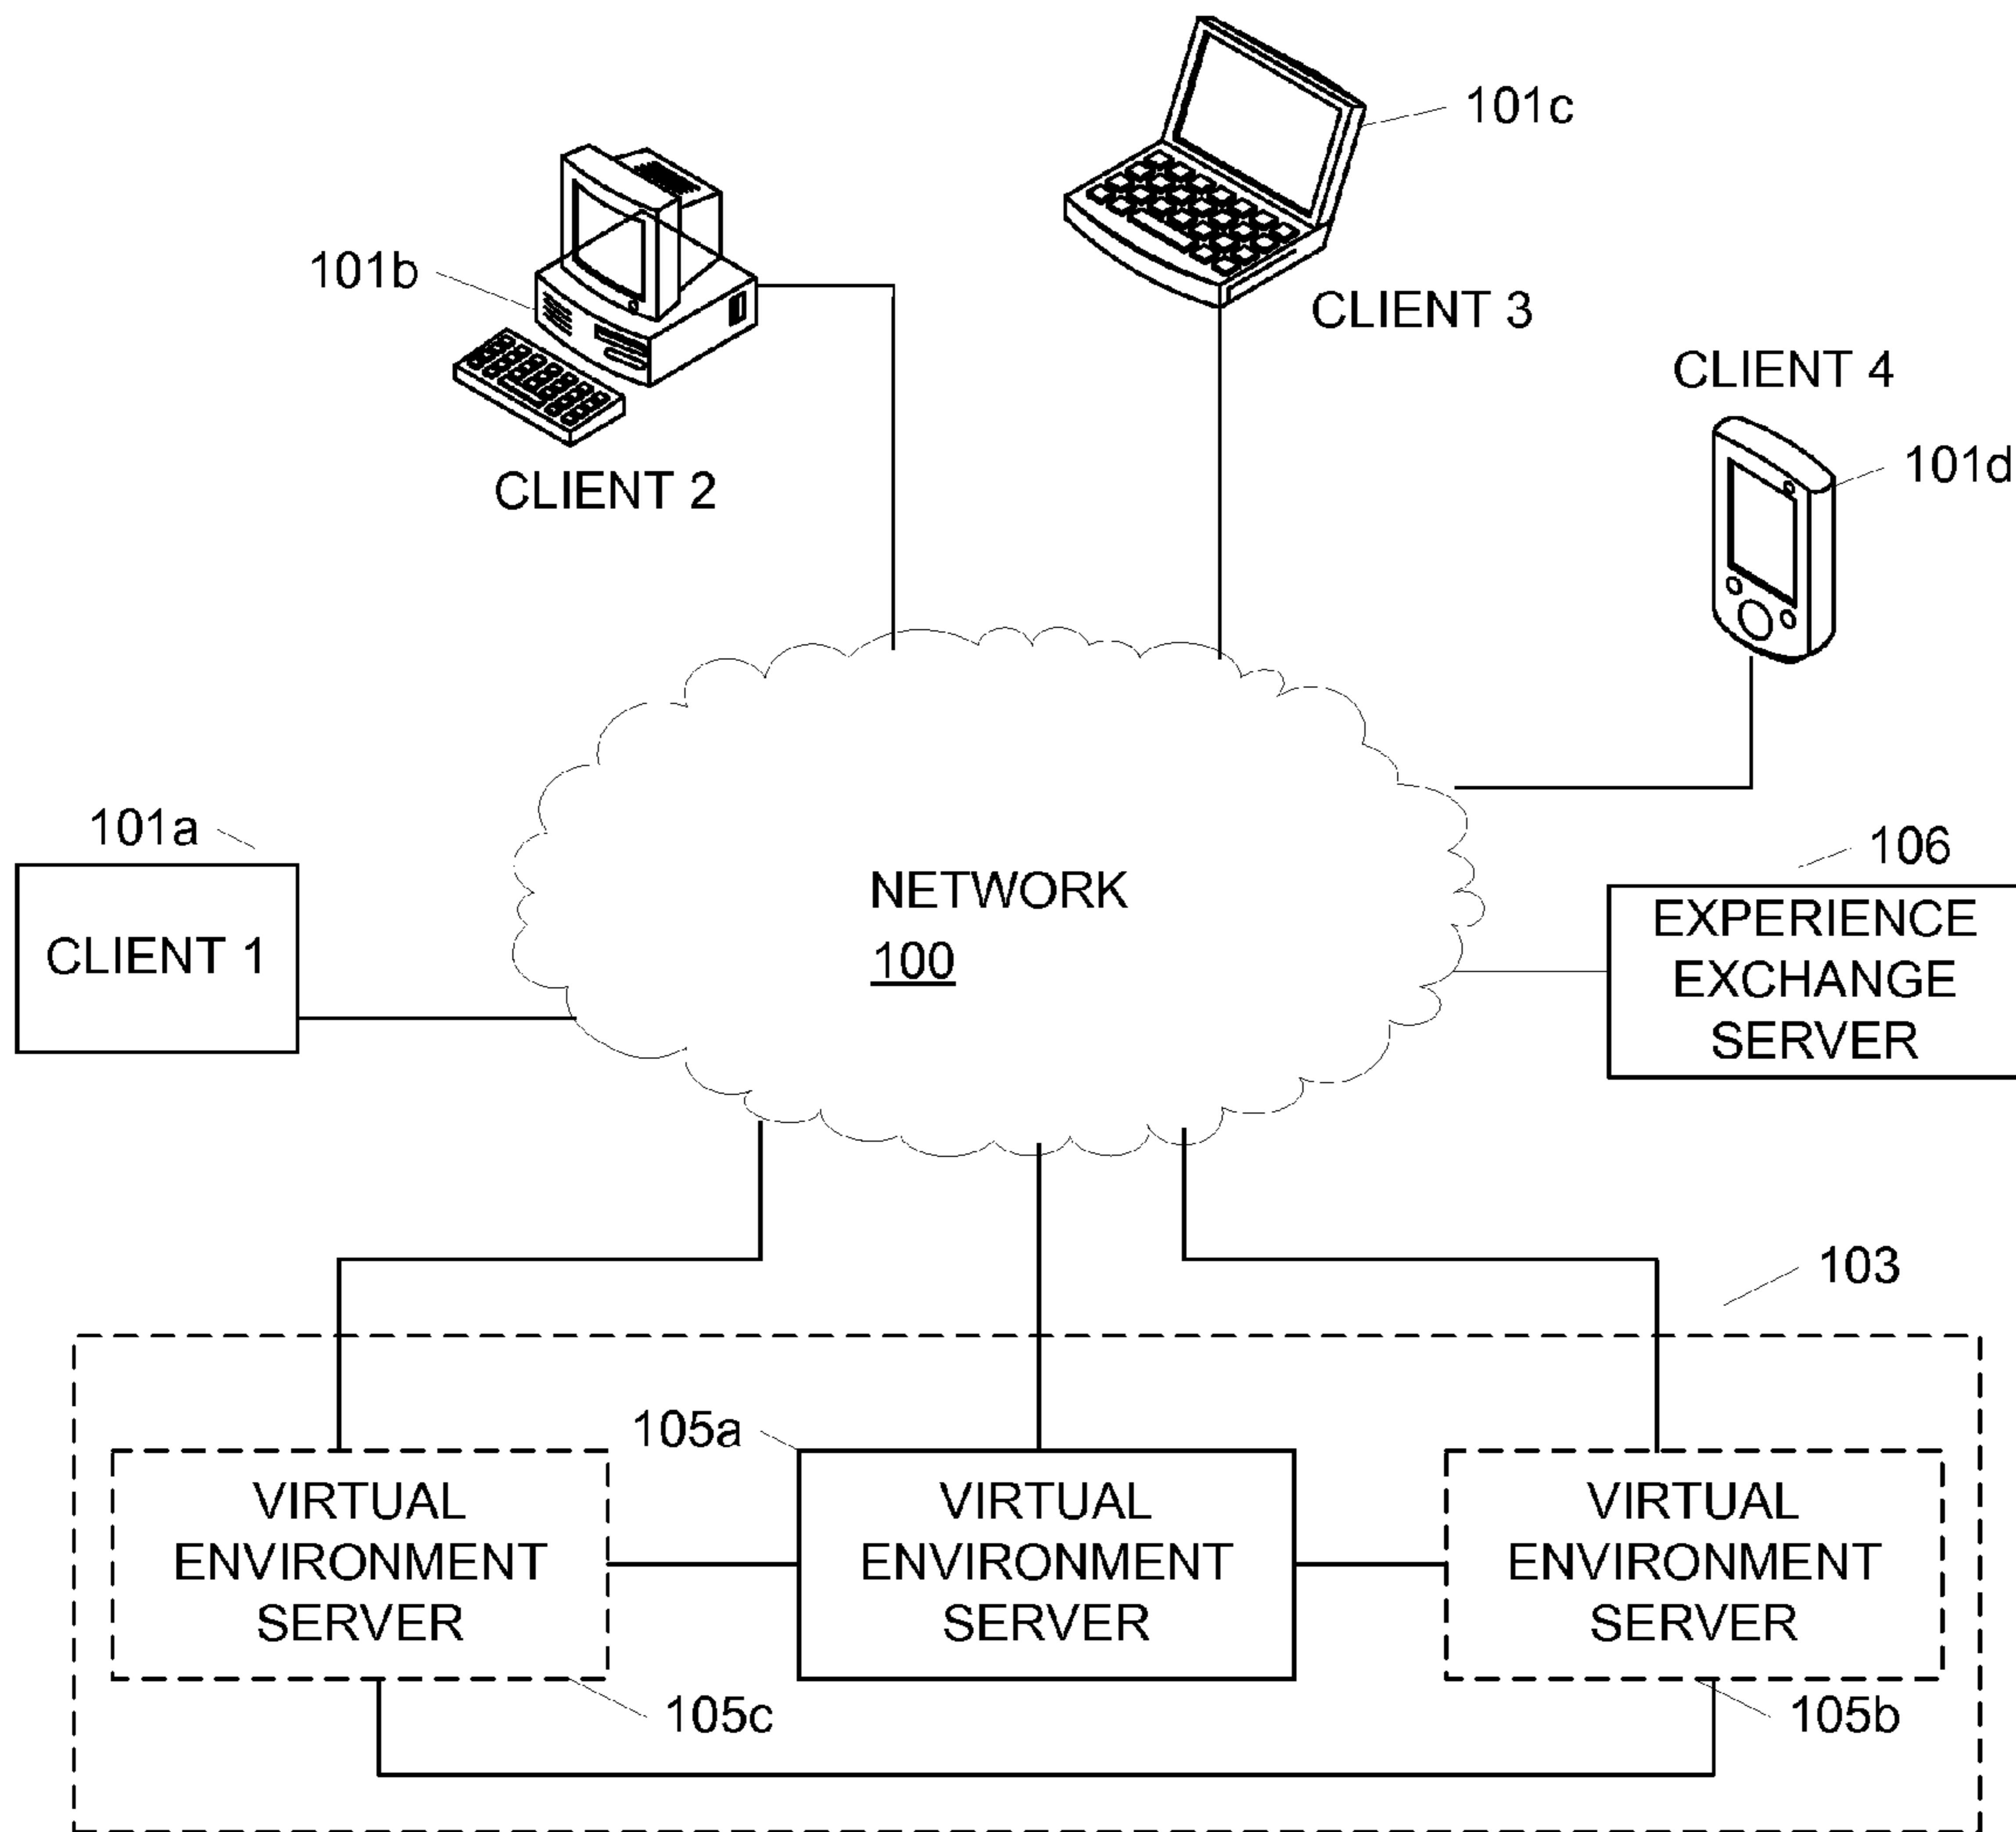 101c
101b
CLIENT 3
CLIENT 4
CLIENT 2
101d
101a
106
CLIENT 1
NETWORK
100
EXPERIENCE
EXCHANGE
SERVER
103
105a
VIRTUAL
ENVIRONMENT
SERVER
VIRTUAL
ENVIRONMENT
SERVER
VIRTUAL
ENVIRONMENT
SERVER
105c
105b